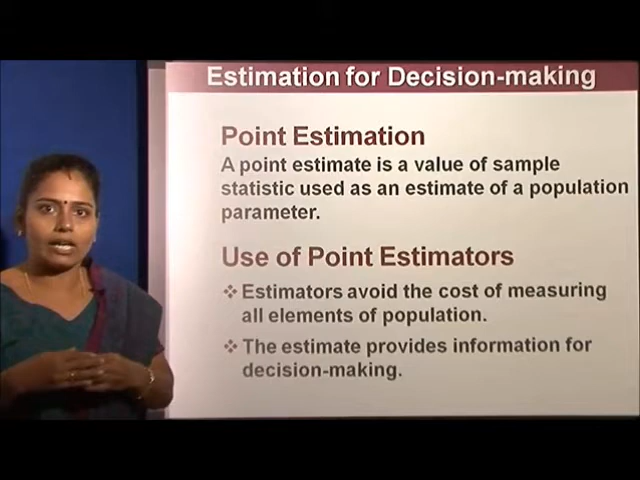 Estimation for Decision-making
Point Estimation
A point estimate is a value of sample
statistic used as an estimate of a population
parameter.
Use of Point Estimators
❖ Estimators avoid the cost of measuring
all elements of population.
❖ The estimate provides information for
decision-making.